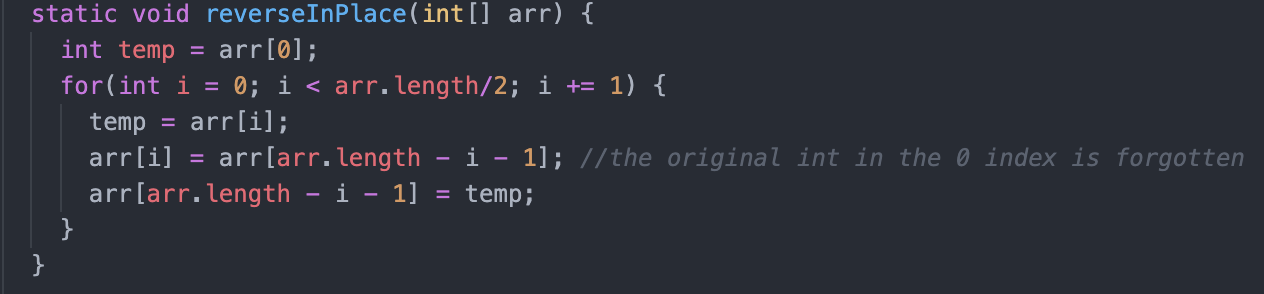 static void reverseInPlace(int[] arr) {
  int temp = arr[0];
  for(int i = 0; i < arr.length/2; i += 1) {
    temp = arr[i];
    arr[i] = arr[arr.length - i - 1]; //the original int in the 0 index is forgotten
    arr[arr.length - i - 1] = temp;
  }
}